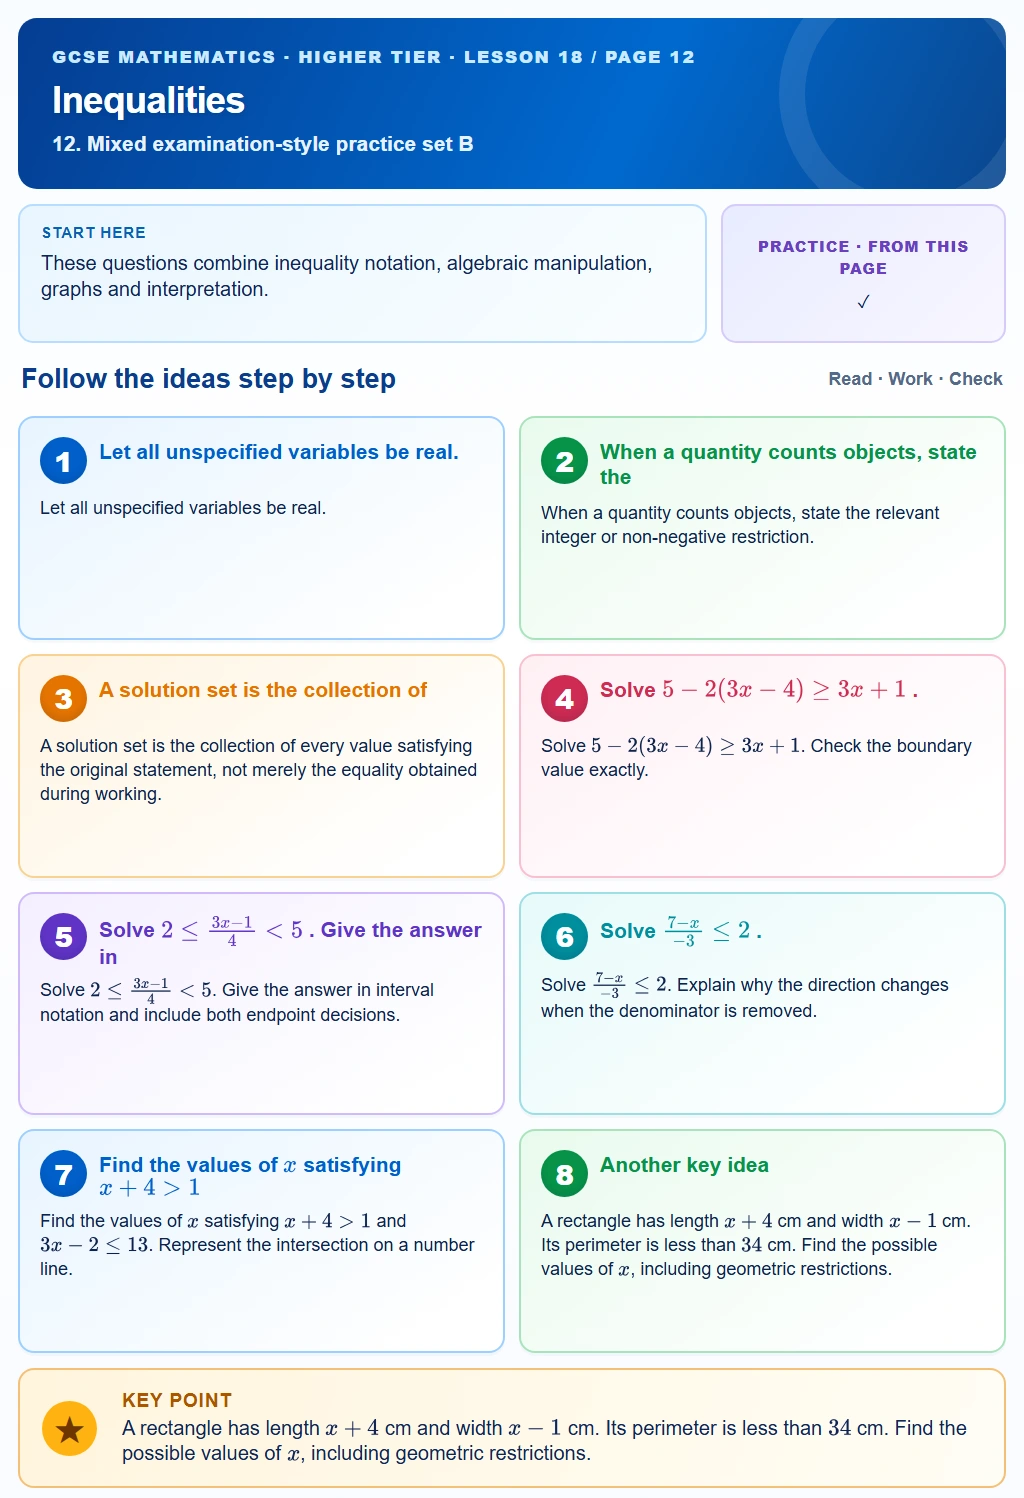 GCSE MATHEMATICS · HIGHER TIER · LESSON 18 / PAGE 12
Inequalities
12. Mixed examination-style practice set B
START HERE
These questions combine inequality notation, algebraic manipulation,
graphs and interpretation.
PRACTICE · FROM THIS
PAGE
✓
Follow the ideas step by step
Read · Work · Check
1
Let all unspecified variables be real.
Let all unspecified variables be real.
2
When a quantity counts objects, state
the
When a quantity counts objects, state the relevant
integer or non-negative restriction.
3
A solution set is the collection of
A solution set is the collection of every value satisfying
the original statement, not merely the equality obtained
during working.
4
Solve 5 − 2(3x − 4) ≥ 3x + 1 .
Solve 5 − 2(3x − 4) ≥ 3x + 1. Check the boundary
value exactly.
5
Solve 2 ≤ (3x−1)/4 < 5 . Give the answer
in
Solve 2 ≤ (3x−1)/4 < 5. Give the answer in interval
notation and include both endpoint decisions.
6
Solve (7−x)/−3 ≤ 2 .
Solve (7−x)/−3 ≤ 2. Explain why the direction changes
when the denominator is removed.
7
Find the values of x satisfying
x + 4 > 1
Find the values of x satisfying x + 4 > 1 and
3x − 2 ≤ 13. Represent the intersection on a number
line.
8
Another key idea
A rectangle has length x + 4 cm and width x − 1 cm.
Its perimeter is less than 34 cm. Find the possible
values of x, including geometric restrictions.
★
KEY POINT
A rectangle has length x + 4 cm and width x − 1 cm. Its perimeter is less than 34 cm. Find the
possible values of x, including geometric restrictions.